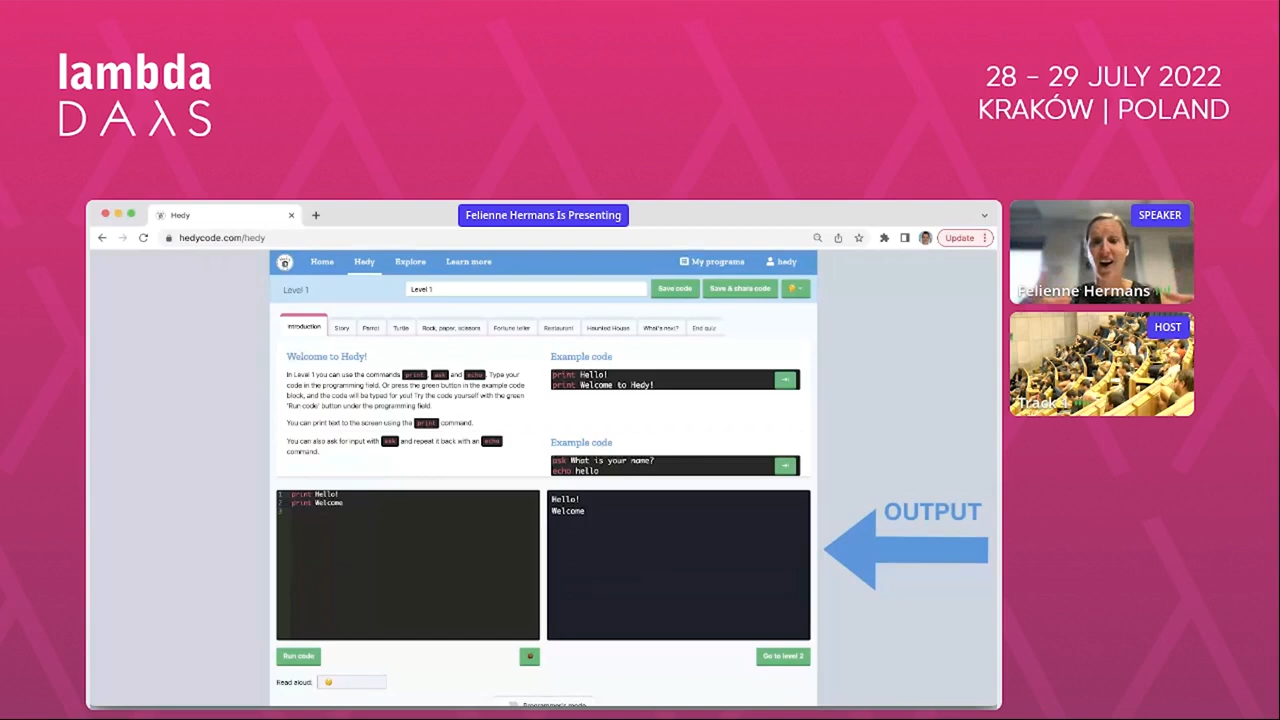 lambda
DAλS
28 – 29 JULY 2022
KRAKÓW | POLAND
Hedy
Felienne Hermans Is Presenting
hedycode.com/hedy
Update
SPEAKER
Felienne Hermans
HOST
Home
Hedy
Explore
Learn more
My programs
hedy
Level 1
Level 1
Save code
Save & share code
Introduction
Story
Parrot
Turtle
Rock, paper, scissors
Fortune teller
Restaurant
Haunted House
What's next?
End quiz
Welcome to Hedy!
In Level 1 you can use the commands print, ask and echo. Type your
code in the programming field. Or press the green button in the example code
block, and the code will be typed for you! Try the code yourself with the green
'Run code' button under the programming field.
You can print text to the screen using the print command.
You can also ask for input with ask and repeat it back with an echo
command.
Example code
print Hello!
print Welcome to Hedy!
Example code
ask What is your name?
echo hello
1 print Hello!
2 print Welcome
3
Hello!
Welcome
OUTPUT
Run code
Go to level 2
Read aloud:
Programmer's mode